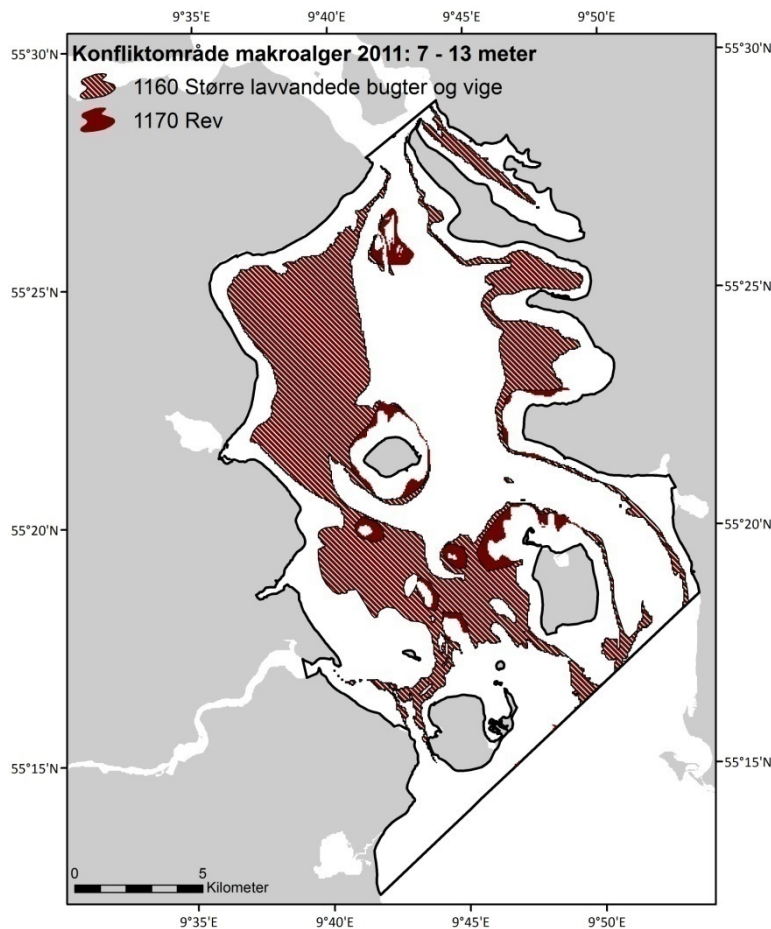 9°35'E 9°40'E 9°45'E 9°50'E
55°30'N 55°30'N
Konfliktområde makroalger 2011: 7 - 13 meter
1160 Større lavvandede bugter og vige
1170 Rev
55°25'N 55°25'N
55°20'N 55°20'N
55°15'N 55°15'N
0 5
Kilometer
9°35'E 9°40'E 9°45'E 9°50'E